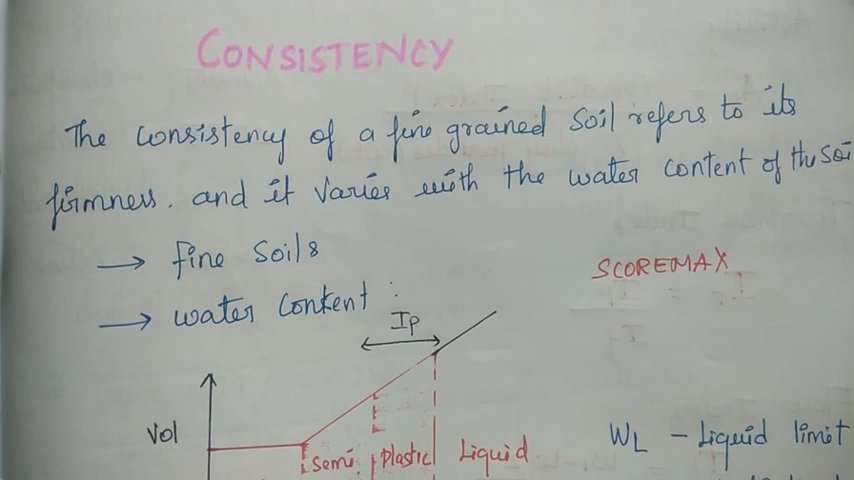 CONSISTENCY
The consistency of a fine grained soil refers to its
firmness. and it varies with the water content of the soi
→ fine soils
SCOREMAX
→ water content
Ip
Vol
Semi Plastic Liquid
WL - Liquid limit